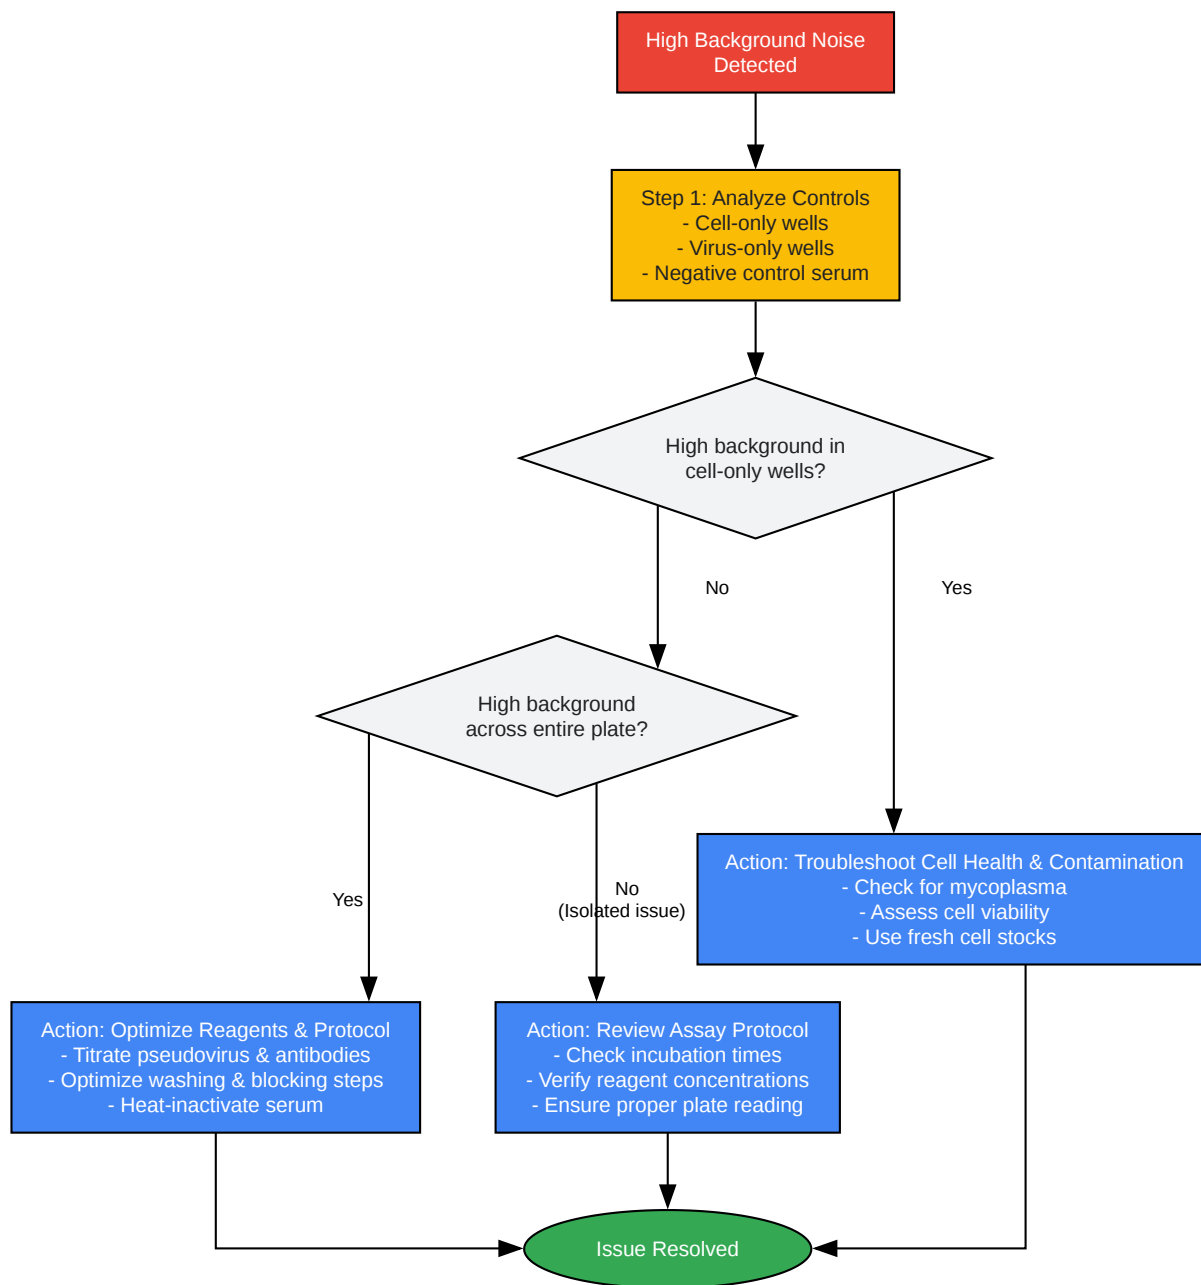 High Background Noise
Detected
Step 1: Analyze Controls
- Cell-only wells
- Virus-only wells
- Negative control serum
High background in
cell-only wells?
No
Yes
High background
across entire plate?
Yes
No
(Isolated issue)
Action: Troubleshoot Cell Health & Contamination
- Check for mycoplasma
- Assess cell viability
- Use fresh cell stocks
Action: Optimize Reagents & Protocol
- Titrate pseudovirus & antibodies
- Optimize washing & blocking steps
- Heat-inactivate serum
Action: Review Assay Protocol
- Check incubation times
- Verify reagent concentrations
- Ensure proper plate reading
Issue Resolved